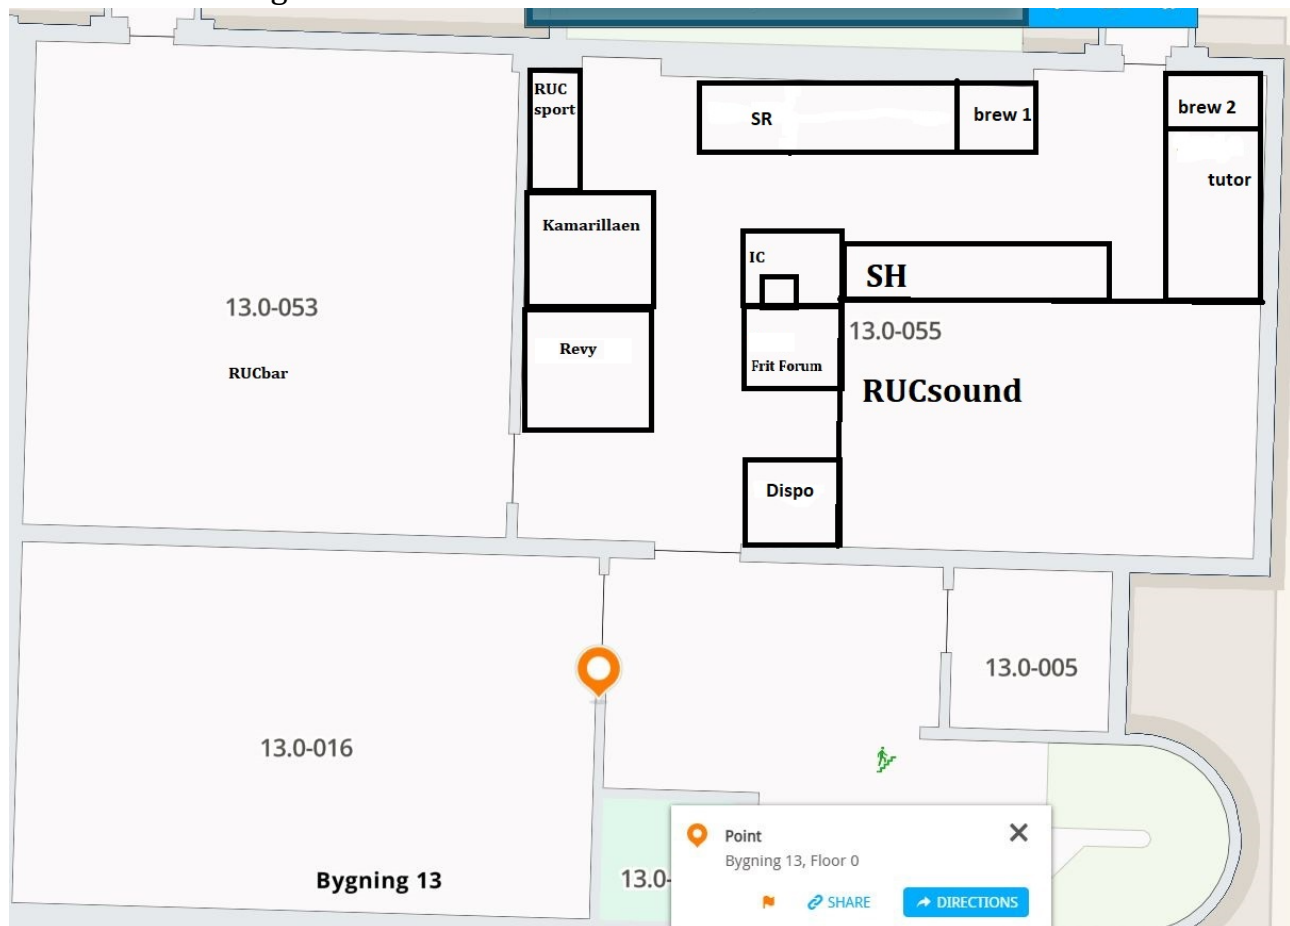 RUC
sport
SR
brew 1
brew 2
tutor
Kamarillaen
IC
SH
13.0-053
13.0-055
Revy
Frit Forum
RUCbar
RUCsound
Dispo
13.0-005
13.0-016
Point
Bygning 13, Floor 0
Bygning 13
13.0-
SHARE
DIRECTIONS